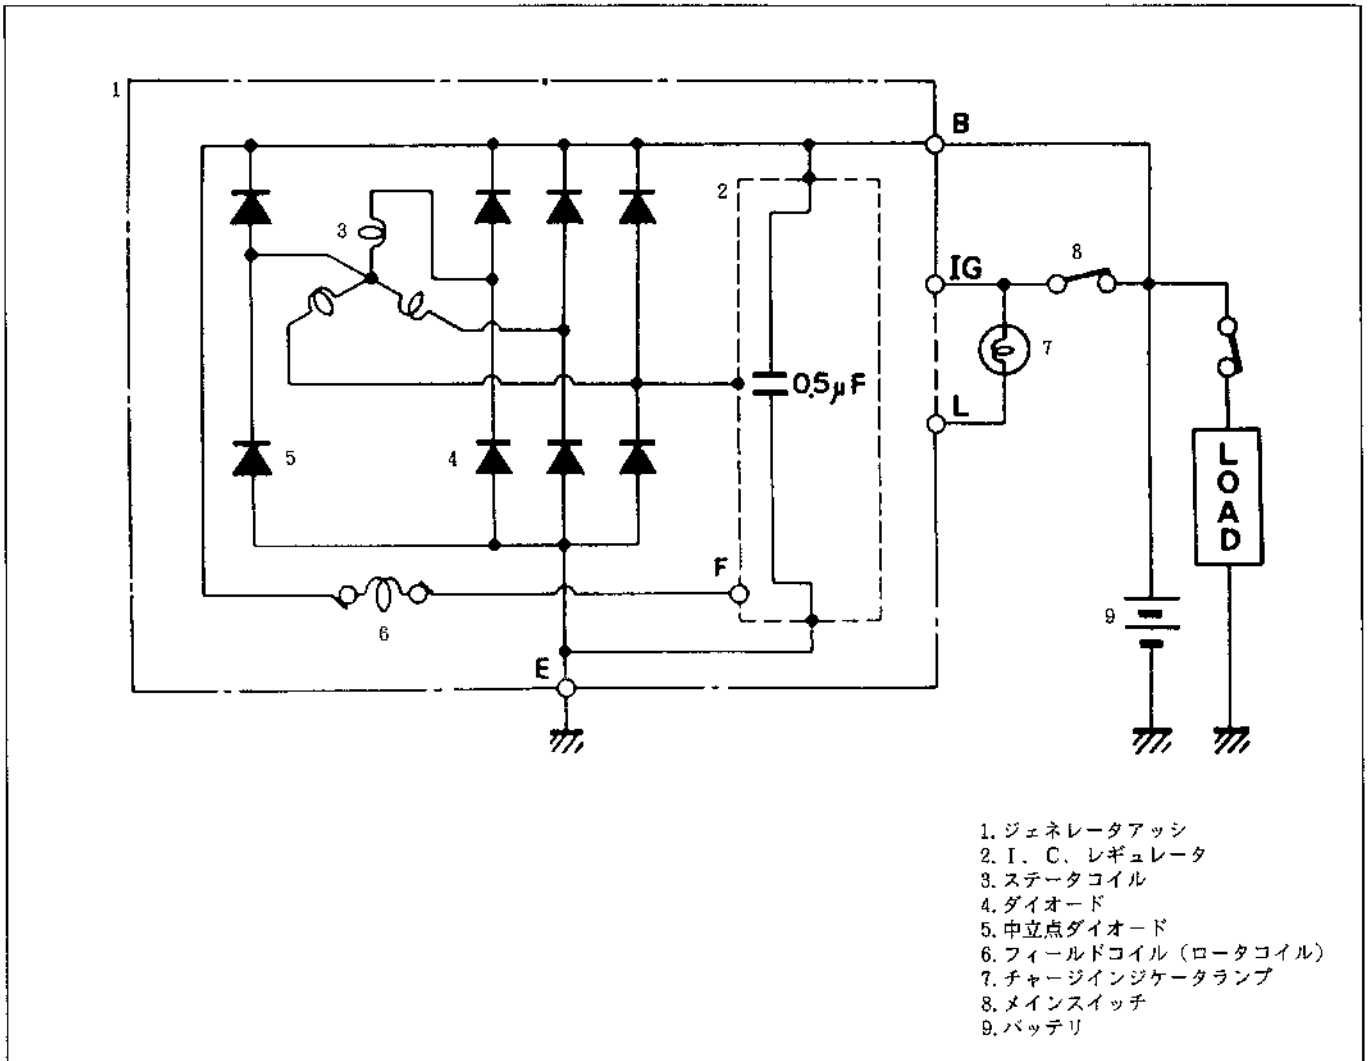 1
B
2
3
8
IG
7
0.5μF
L
5
4
LOAD
F
9
6
E
1. ジェネレータアッシ
2. I、C、レギュレータ
3. ステータコイル
4. ダイオード
5. 中立点ダイオード
6. フィールドコイル（ロータコイル）
7. チャージインジケータランプ
8. メインスイッチ
9. バッテリ